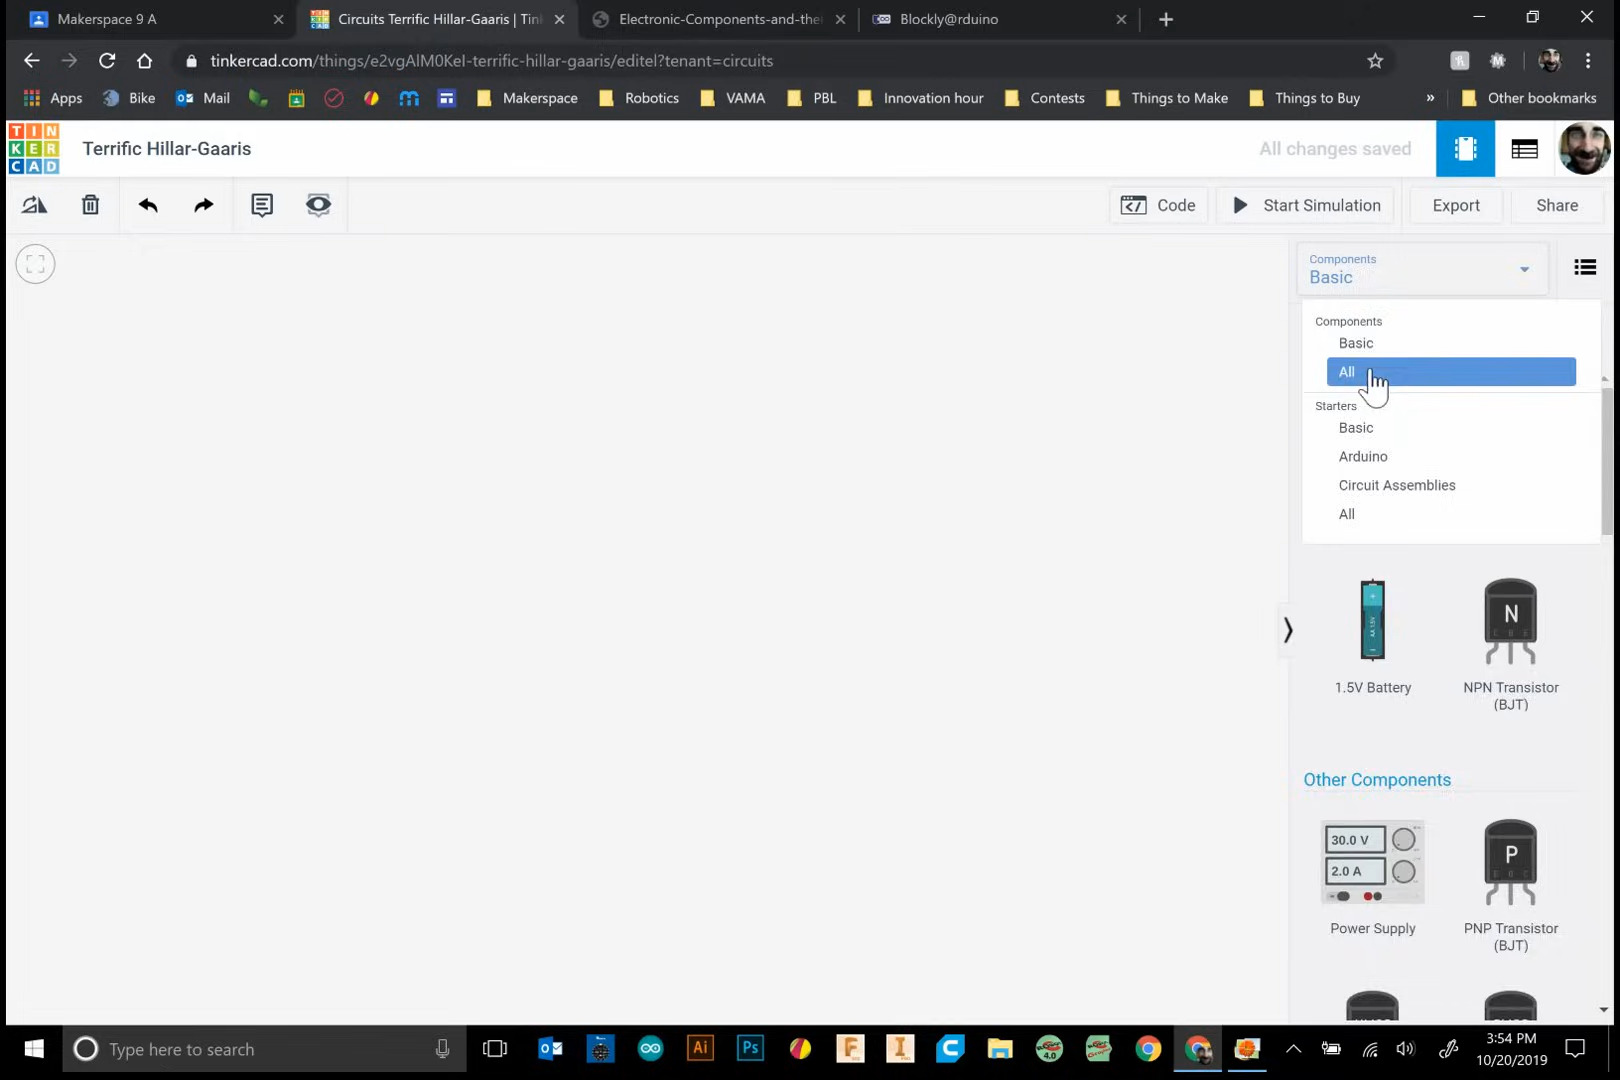 Makerspace 9 A
Circuits Terrific Hillar-Gaaris | Tin
Electronic-Components-and-the
Blockly@rduino
tinkercad.com/things/e2vgAlM0KeI-terrific-hillar-gaaris/editel?tenant=circuits
Apps
Bike
Mail
Makerspace
Robotics
VAMA
PBL
Innovation hour
Contests
Things to Make
Things to Buy
»
Other bookmarks
TIN
KER
CAD
Terrific Hillar-Gaaris
All changes saved
Code
Start Simulation
Export
Share
Components
Basic
Components
Basic
All
Starters
Basic
Arduino
Circuit Assemblies
All
N
1.5V Battery
NPN Transistor
(BJT)
Other Components
30.0 V
2.0 A
P
Power Supply
PNP Transistor
(BJT)
Type here to search
Ai
Ps
F
I
4.0
3:54 PM
10/20/2019